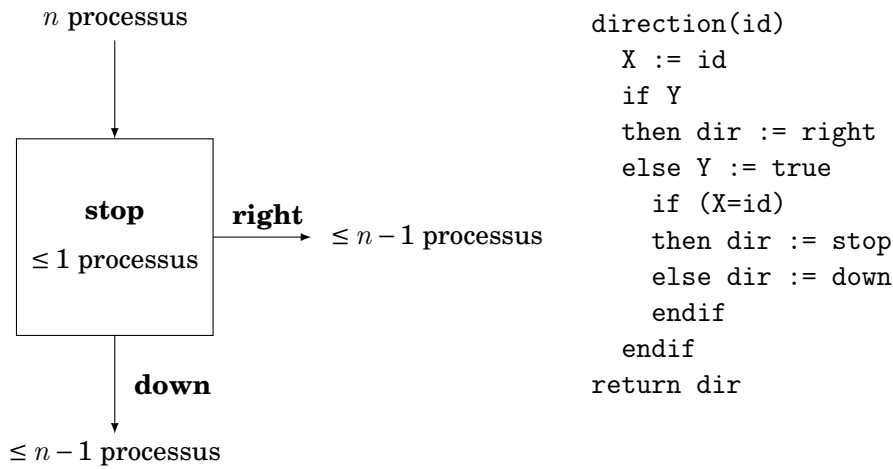 n processus
stop
≤ 1 processus
right
≤ n − 1 processus
down
≤ n − 1 processus
direction(id)
  X := id
  if Y
  then dir := right
  else Y := true
    if (X=id)
    then dir := stop
    else dir := down
    endif
  endif
return dir